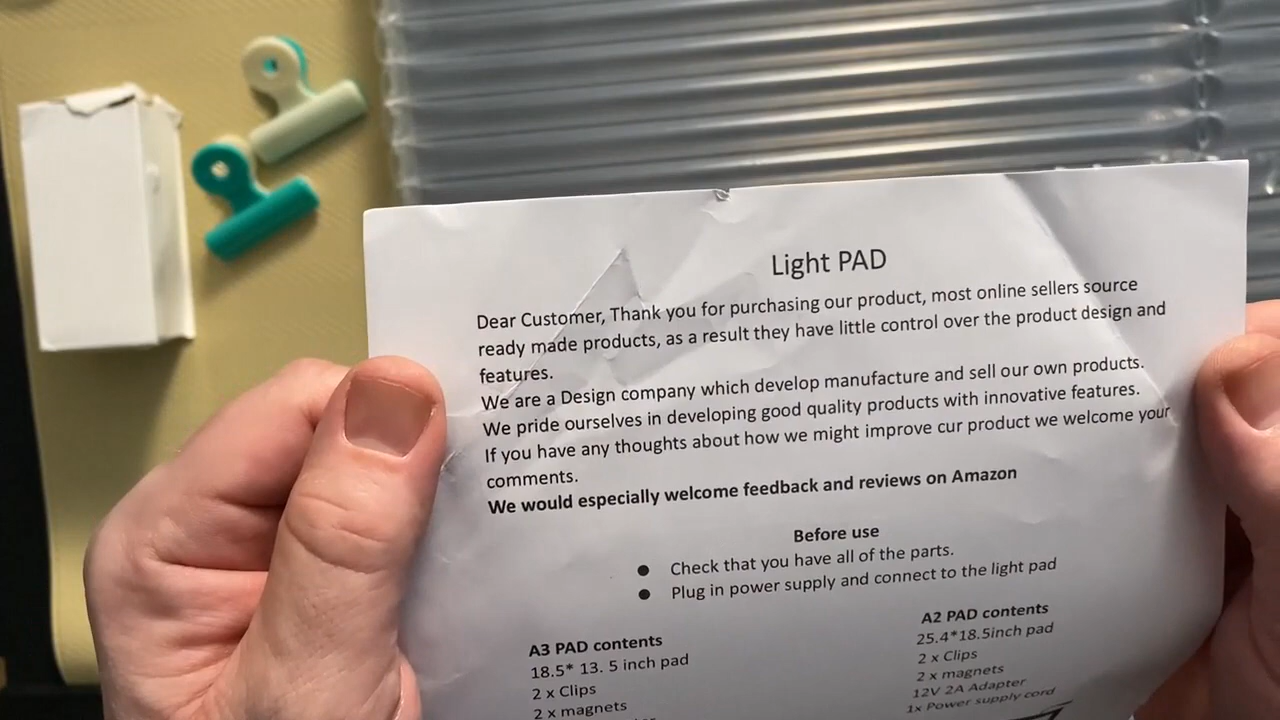 Light PAD
Dear Customer, Thank you for purchasing our product, most online sellers source
ready made products, as a result they have little control over the product design and
features.
We are a Design company which develop manufacture and sell our own products.
We pride ourselves in developing good quality products with innovative features.
If you have any thoughts about how we might improve cur product we welcome your
comments.
We would especially welcome feedback and reviews on Amazon
Before use
● Check that you have all of the parts.
● Plug in power supply and connect to the light pad
A3 PAD contents
18.5* 13. 5 inch pad
2 x Clips
2 x magnets
A2 PAD contents
25.4*18.5inch pad
2 x Clips
2 x magnets
12V 2A Adapter
1x Power supply cord